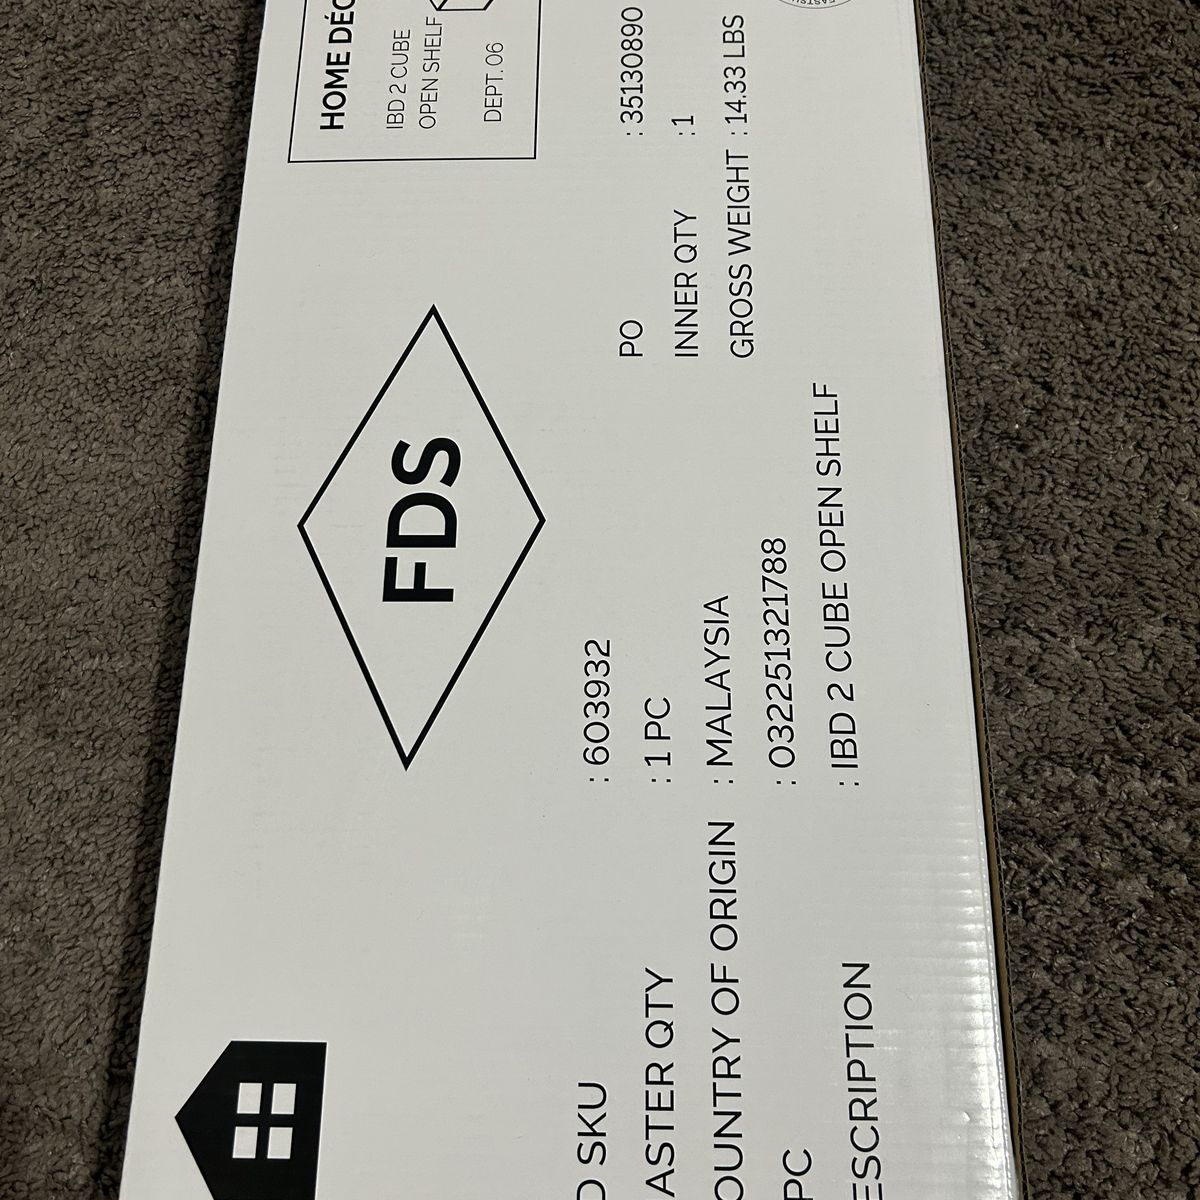 FDS
HOME DÉC
IBD 2 CUBE
OPEN SHELF
DEPT. 06
D SKU : 603932
ASTER QTY : 1 PC
OUNTRY OF ORIGIN : MALAYSIA
PC : 032251321788
ESCRIPTION : IBD 2 CUBE OPEN SHELF
PO : 35130890
INNER QTY : 1
GROSS WEIGHT : 14.33 LBS